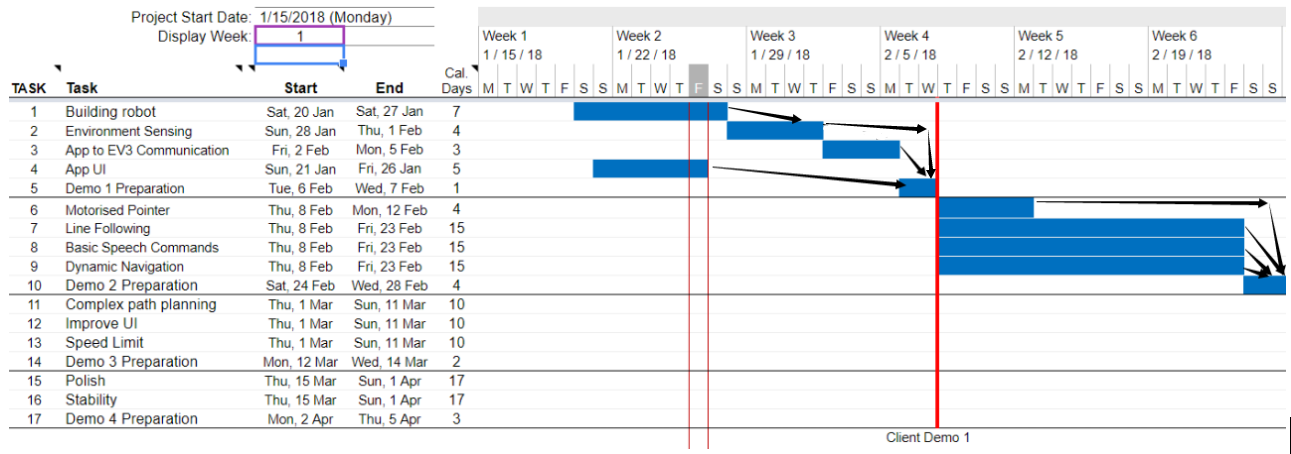 Project Start Date: 1/15/2018 (Monday)
Display Week: 1 Week 1 Week 2 Week 3 Week 4 Week 5 Week 6
1 / 15 / 18 1 / 22 / 18 1 / 29 / 18 2 / 5 / 18 2 / 12 / 18 2 / 19 / 18
TASK Task Start End Cal. Days M T W T F S S M T W T F S S M T W T F S S M T W T F S S M T W T F S S M T W T F S S
1 Building robot Sat, 20 Jan Sat, 27 Jan 7
2 Environment Sensing Sun, 28 Jan Thu, 1 Feb 4
3 App to EV3 Communication Fri, 2 Feb Mon, 5 Feb 3
4 App UI Sun, 21 Jan Fri, 26 Jan 5
5 Demo 1 Preparation Tue, 6 Feb Wed, 7 Feb 1
6 Motorised Pointer Thu, 8 Feb Mon, 12 Feb 4
7 Line Following Thu, 8 Feb Fri, 23 Feb 15
8 Basic Speech Commands Thu, 8 Feb Fri, 23 Feb 15
9 Dynamic Navigation Thu, 8 Feb Fri, 23 Feb 15
10 Demo 2 Preparation Sat, 24 Feb Wed, 28 Feb 4
11 Complex path planning Thu, 1 Mar Sun, 11 Mar 10
12 Improve UI Thu, 1 Mar Sun, 11 Mar 10
13 Speed Limit Thu, 1 Mar Sun, 11 Mar 10
14 Demo 3 Preparation Mon, 12 Mar Wed, 14 Mar 2
15 Polish Thu, 15 Mar Sun, 1 Apr 17
16 Stability Thu, 15 Mar Sun, 1 Apr 17
17 Demo 4 Preparation Mon, 2 Apr Thu, 5 Apr 3
Client Demo 1